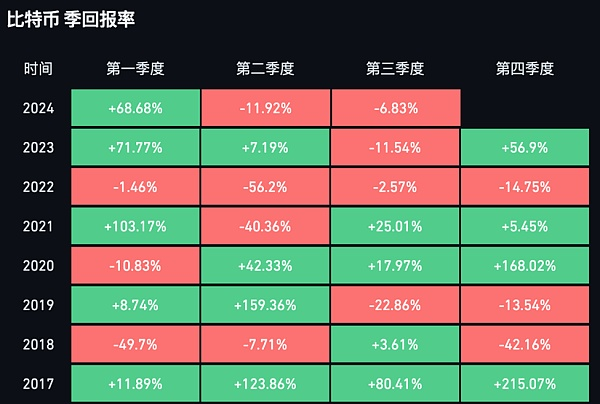 比特币 季回报率
时间 第一季度 第二季度 第三季度 第四季度
2024 +68.68% -11.92% -6.83%
2023 +71.77% +7.19% -11.54% +56.9%
2022 -1.46% -56.2% -2.57% -14.75%
2021 +103.17% -40.36% +25.01% +5.45%
2020 -10.83% +42.33% +17.97% +168.02%
2019 +8.74% +159.36% -22.86% -13.54%
2018 -49.7% -7.71% +3.61% -42.16%
2017 +11.89% +123.86% +80.41% +215.07%